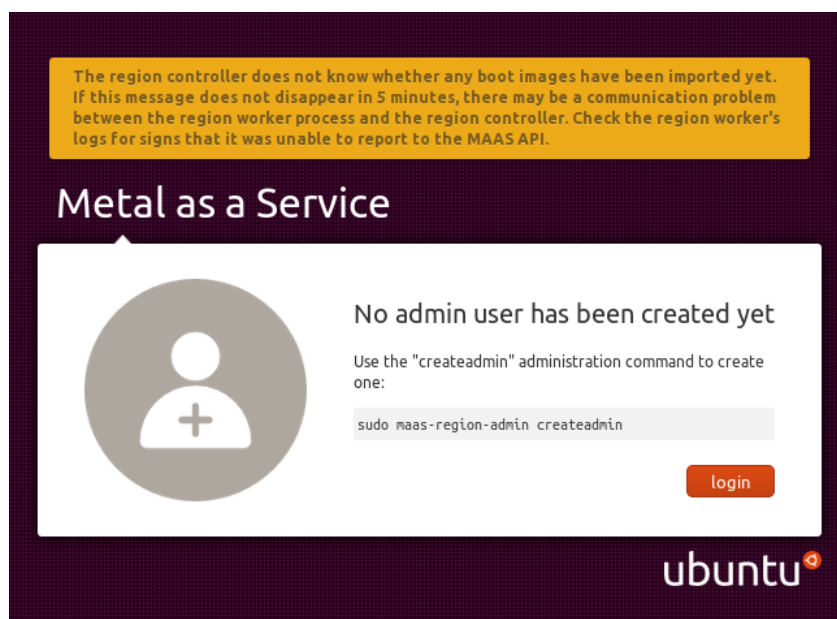 The region controller does not know whether any boot images have been imported yet.
If this message does not disappear in 5 minutes, there may be a communication problem
between the region worker process and the region controller. Check the region worker's
logs for signs that it was unable to report to the MAAS API.
Metal as a Service
No admin user has been created yet
Use the "createadmin" administration command to create
one:
sudo maas-region-admin createadmin
login
ubuntu